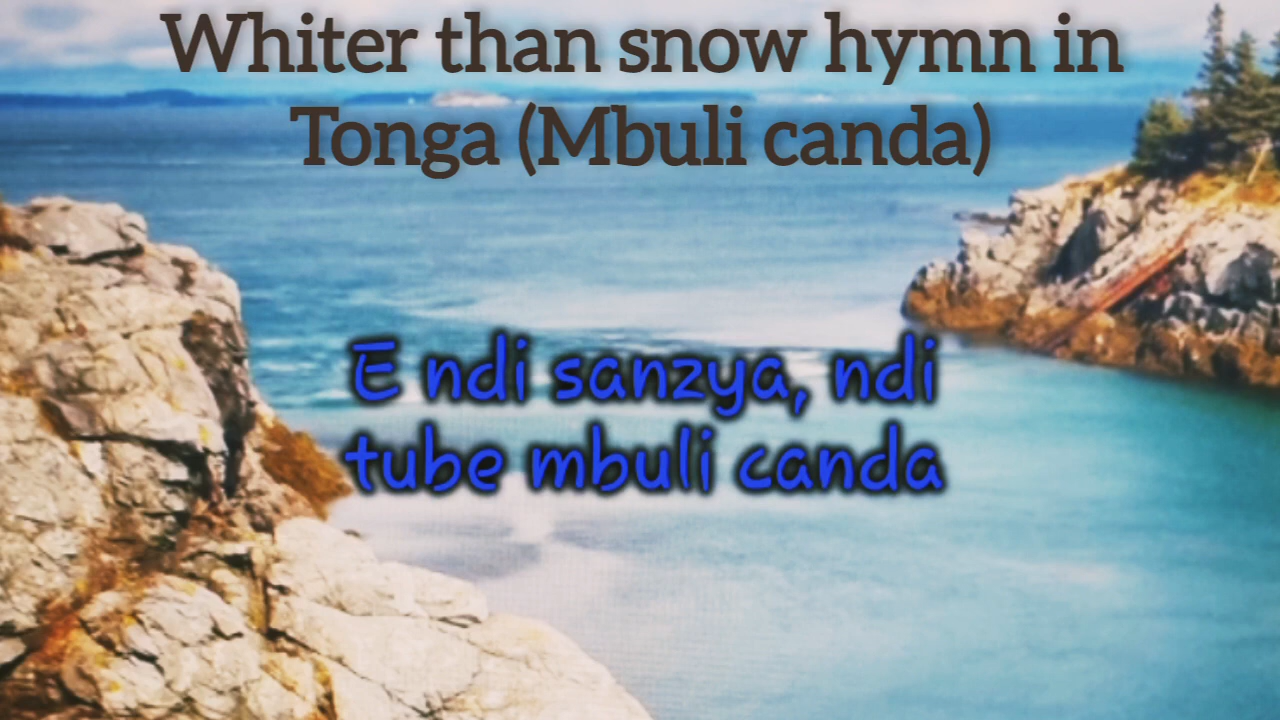 Whiter than snow hymn in
Tonga (Mbuli canda)
E ndi sanzya, ndi
tube mbuli canda